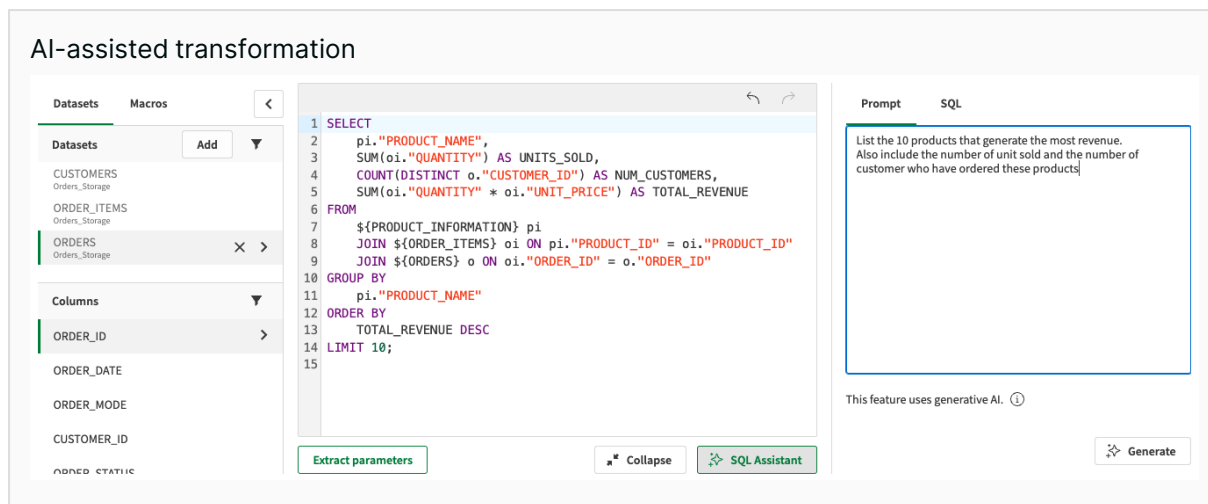 AI-assisted transformation
Datasets Macros
Datasets Add
CUSTOMERS
Orders_Storage
ORDER_ITEMS
Orders_Storage
ORDERS
Orders_Storage
Columns
ORDER_ID
ORDER_DATE
ORDER_MODE
CUSTOMER_ID
ORDER_STATUS
1 SELECT
2 pi."PRODUCT_NAME",
3 SUM(oi."QUANTITY") AS UNITS_SOLD,
4 COUNT(DISTINCT o."CUSTOMER_ID") AS NUM_CUSTOMERS,
5 SUM(oi."QUANTITY" * oi."UNIT_PRICE") AS TOTAL_REVENUE
6 FROM
7 ${PRODUCT_INFORMATION} pi
8 JOIN ${ORDER_ITEMS} oi ON pi."PRODUCT_ID" = oi."PRODUCT_ID"
9 JOIN ${ORDERS} o ON oi."ORDER_ID" = o."ORDER_ID"
10 GROUP BY
11 pi."PRODUCT_NAME"
12 ORDER BY
13 TOTAL_REVENUE DESC
14 LIMIT 10;
15
Extract parameters Collapse SQL Assistant
Prompt SQL
List the 10 products that generate the most revenue.
Also include the number of unit sold and the number of
customer who have ordered these products
This feature uses generative AI.
Generate